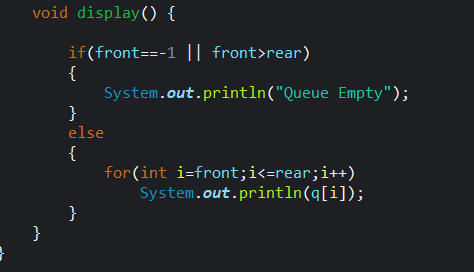 void display() {
if(front==-1 || front>rear)
{
System.out.println("Queue Empty");
}
else
{
for(int i=front;i<=rear;i++)
System.out.println(q[i]);
}
}
}